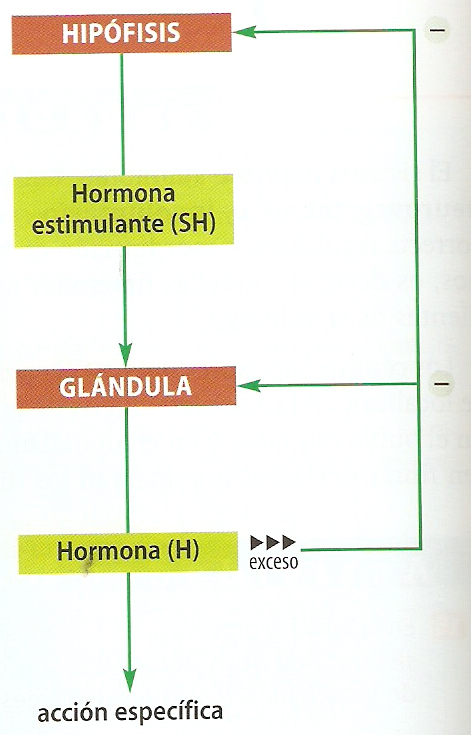 HIPÓFISIS
–
Hormona
estimulante (SH)
GLÁNDULA
–
Hormona (H)
exceso
acción específica